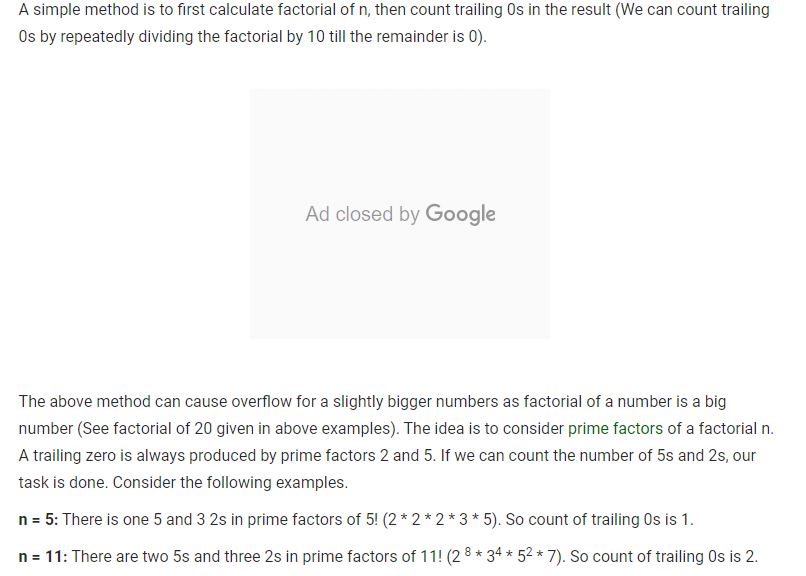 A simple method is to first calculate factorial of n, then count trailing 0s in the result (We can count trailing
0s by repeatedly dividing the factorial by 10 till the remainder is 0).
Ad closed by Google
The above method can cause overflow for a slightly bigger numbers as factorial of a number is a big
number (See factorial of 20 given in above examples). The idea is to consider prime factors of a factorial n.
A trailing zero is always produced by prime factors 2 and 5. If we can count the number of 5s and 2s, our
task is done. Consider the following examples.
n = 5: There is one 5 and 3 2s in prime factors of 5! (2 * 2 * 2 * 3 * 5). So count of trailing 0s is 1.
n = 11: There are two 5s and three 2s in prime factors of 11! (2 ⁸ * 3⁴ * 5² * 7). So count of trailing 0s is 2.